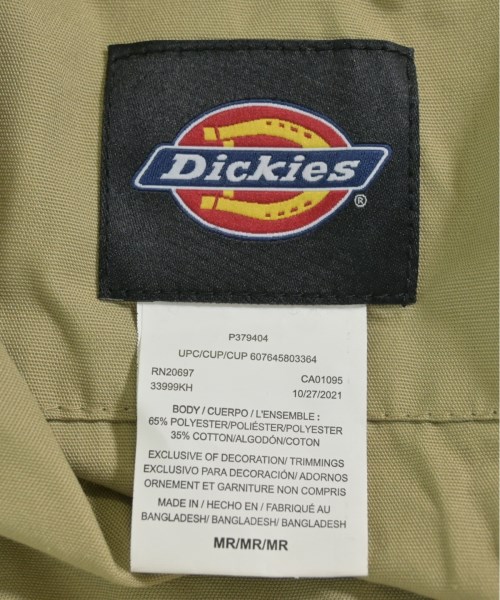 Dickies
®
P379404
UPC/CUP/CUP 607645803364
RN20697 CA01095
33999KH 10/27/2021
BODY / CUERPO / L'ENSEMBLE :
65% POLYESTER/POLIÉSTER/POLYESTER
35% COTTON/ALGODÓN/COTON
EXCLUSIVE OF DECORATION/ TRIMMINGS
EXCLUSIVO PARA DECORACIÓN/ ADORNOS
ORNEMENT ET GARNITURE NON COMPRIS
MADE IN / HECHO EN / FABRIQUÉ AU
BANGLADESH/ BANGLADESH/ BANGLADESH
MR/MR/MR